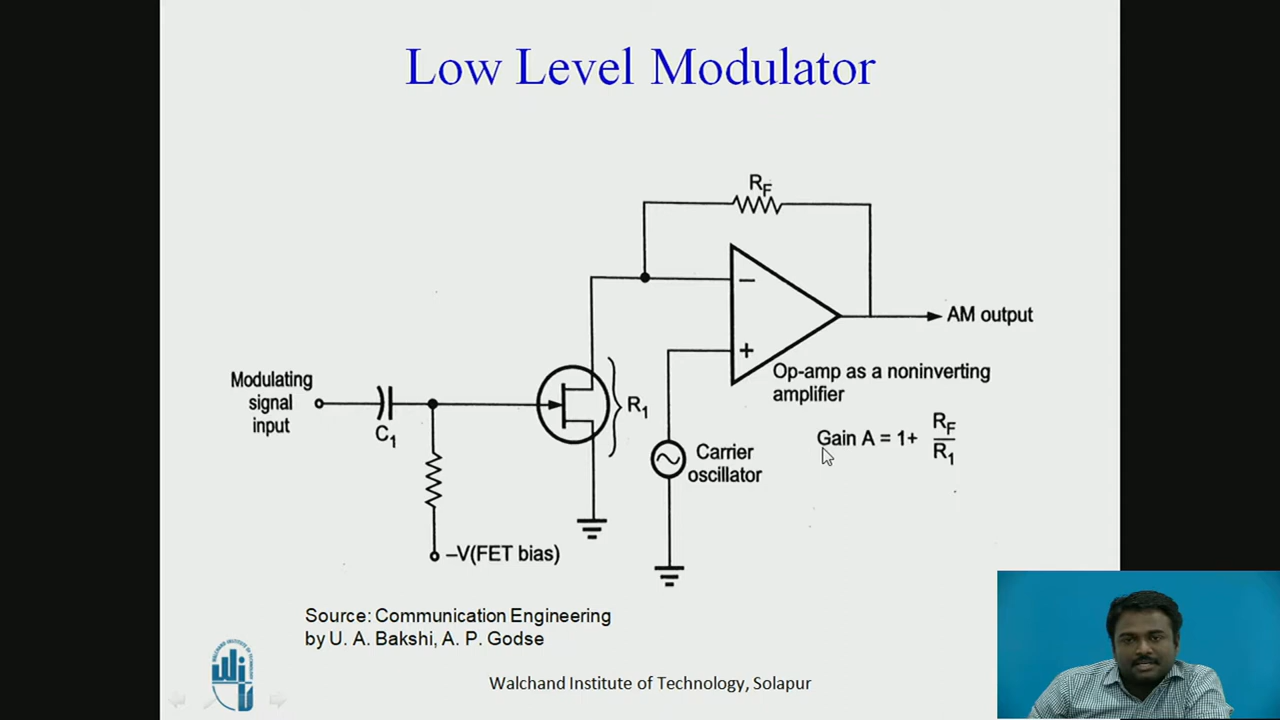 Low Level Modulator
RF
−
AM output
+
Op-amp as a noninverting
amplifier
Modulating
signal
input
C1
R1
Carrier
oscillator
Gain A = 1+ RF
R1
–V(FET bias)
Source: Communication Engineering
by U. A. Bakshi, A. P. Godse
Walchand Institute of Technology, Solapur